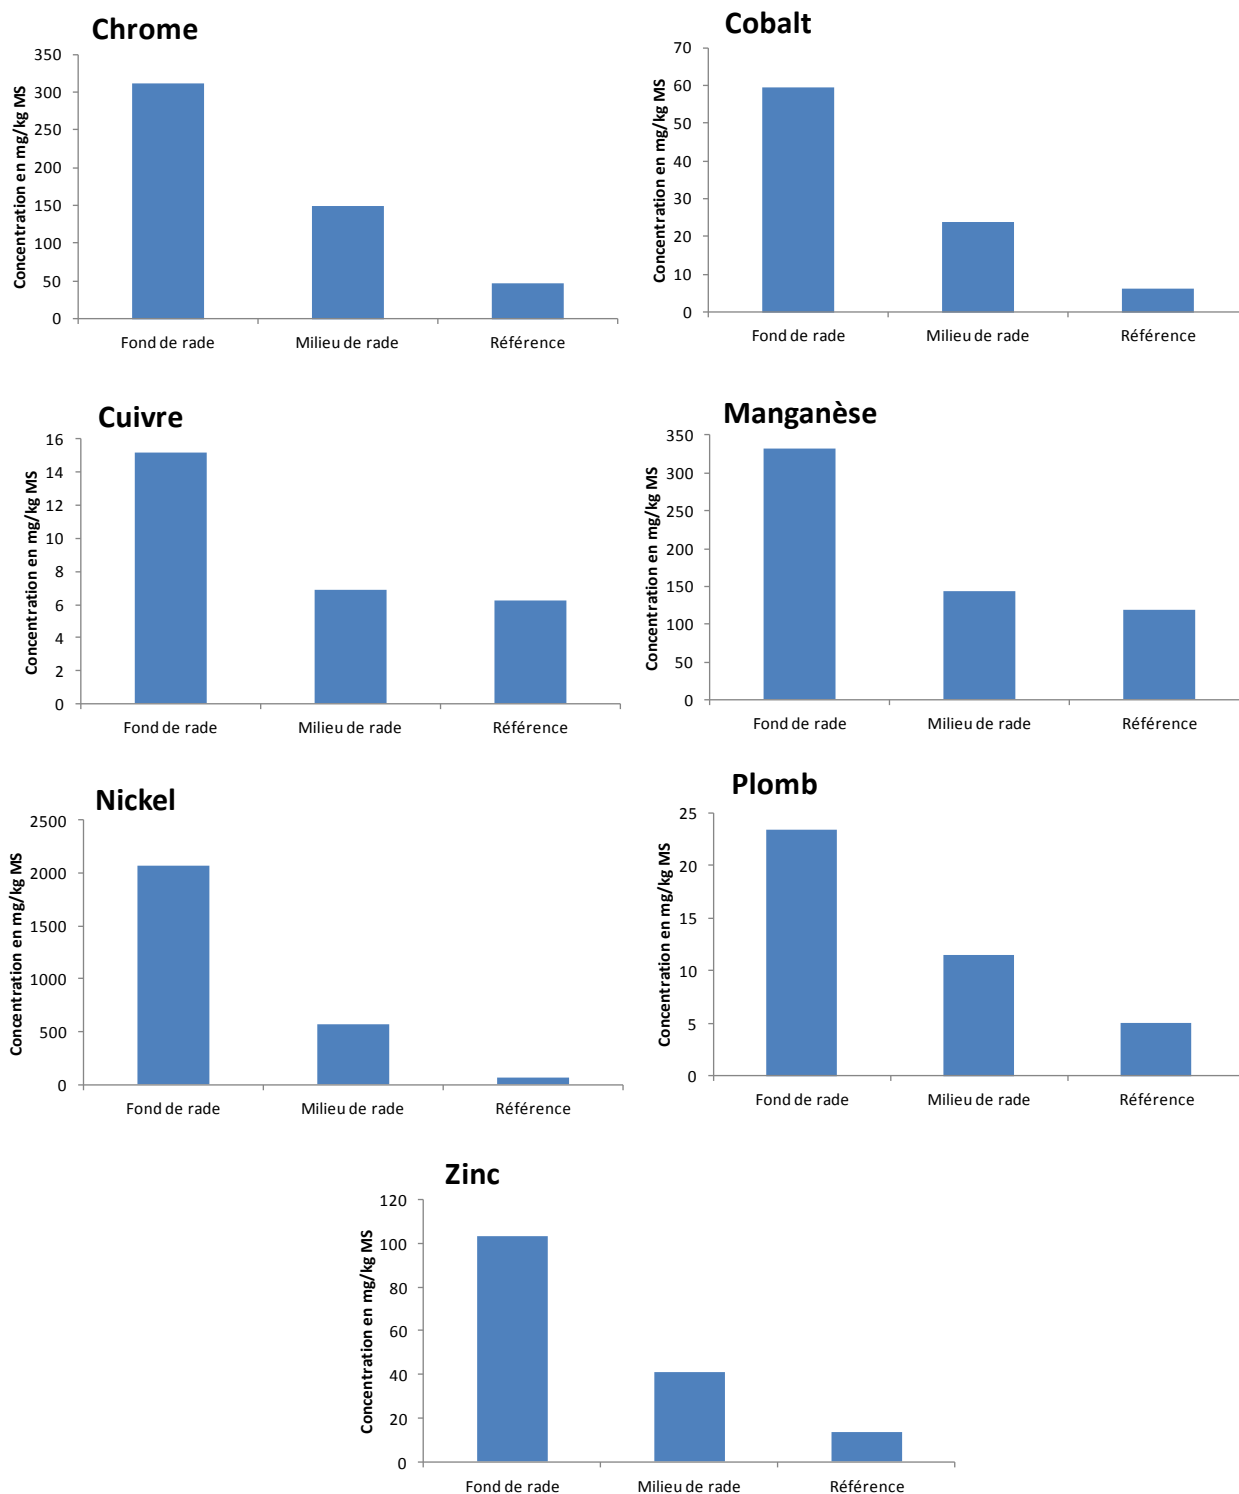 Chrome
Concentration en mg/kg MS
350
300
250
200
150
100
50
0
Fond de rade Milieu de rade Référence
Cobalt
Concentration en mg/kg MS
70
60
50
40
30
20
10
0
Fond de rade Milieu de rade Référence
Cuivre
Concentration en mg/kg MS
16
14
12
10
8
6
4
2
0
Fond de rade Milieu de rade Référence
Manganèse
Concentration en mg/kg MS
350
300
250
200
150
100
50
0
Fond de rade Milieu de rade Référence
Nickel
Concentration en mg/kg MS
2500
2000
1500
1000
500
0
Fond de rade Milieu de rade Référence
Plomb
Concentration en mg/kg MS
25
20
15
10
5
0
Fond de rade Milieu de rade Référence
Zinc
Concentration en mg/kg MS
120
100
80
60
40
20
0
Fond de rade Milieu de rade Référence